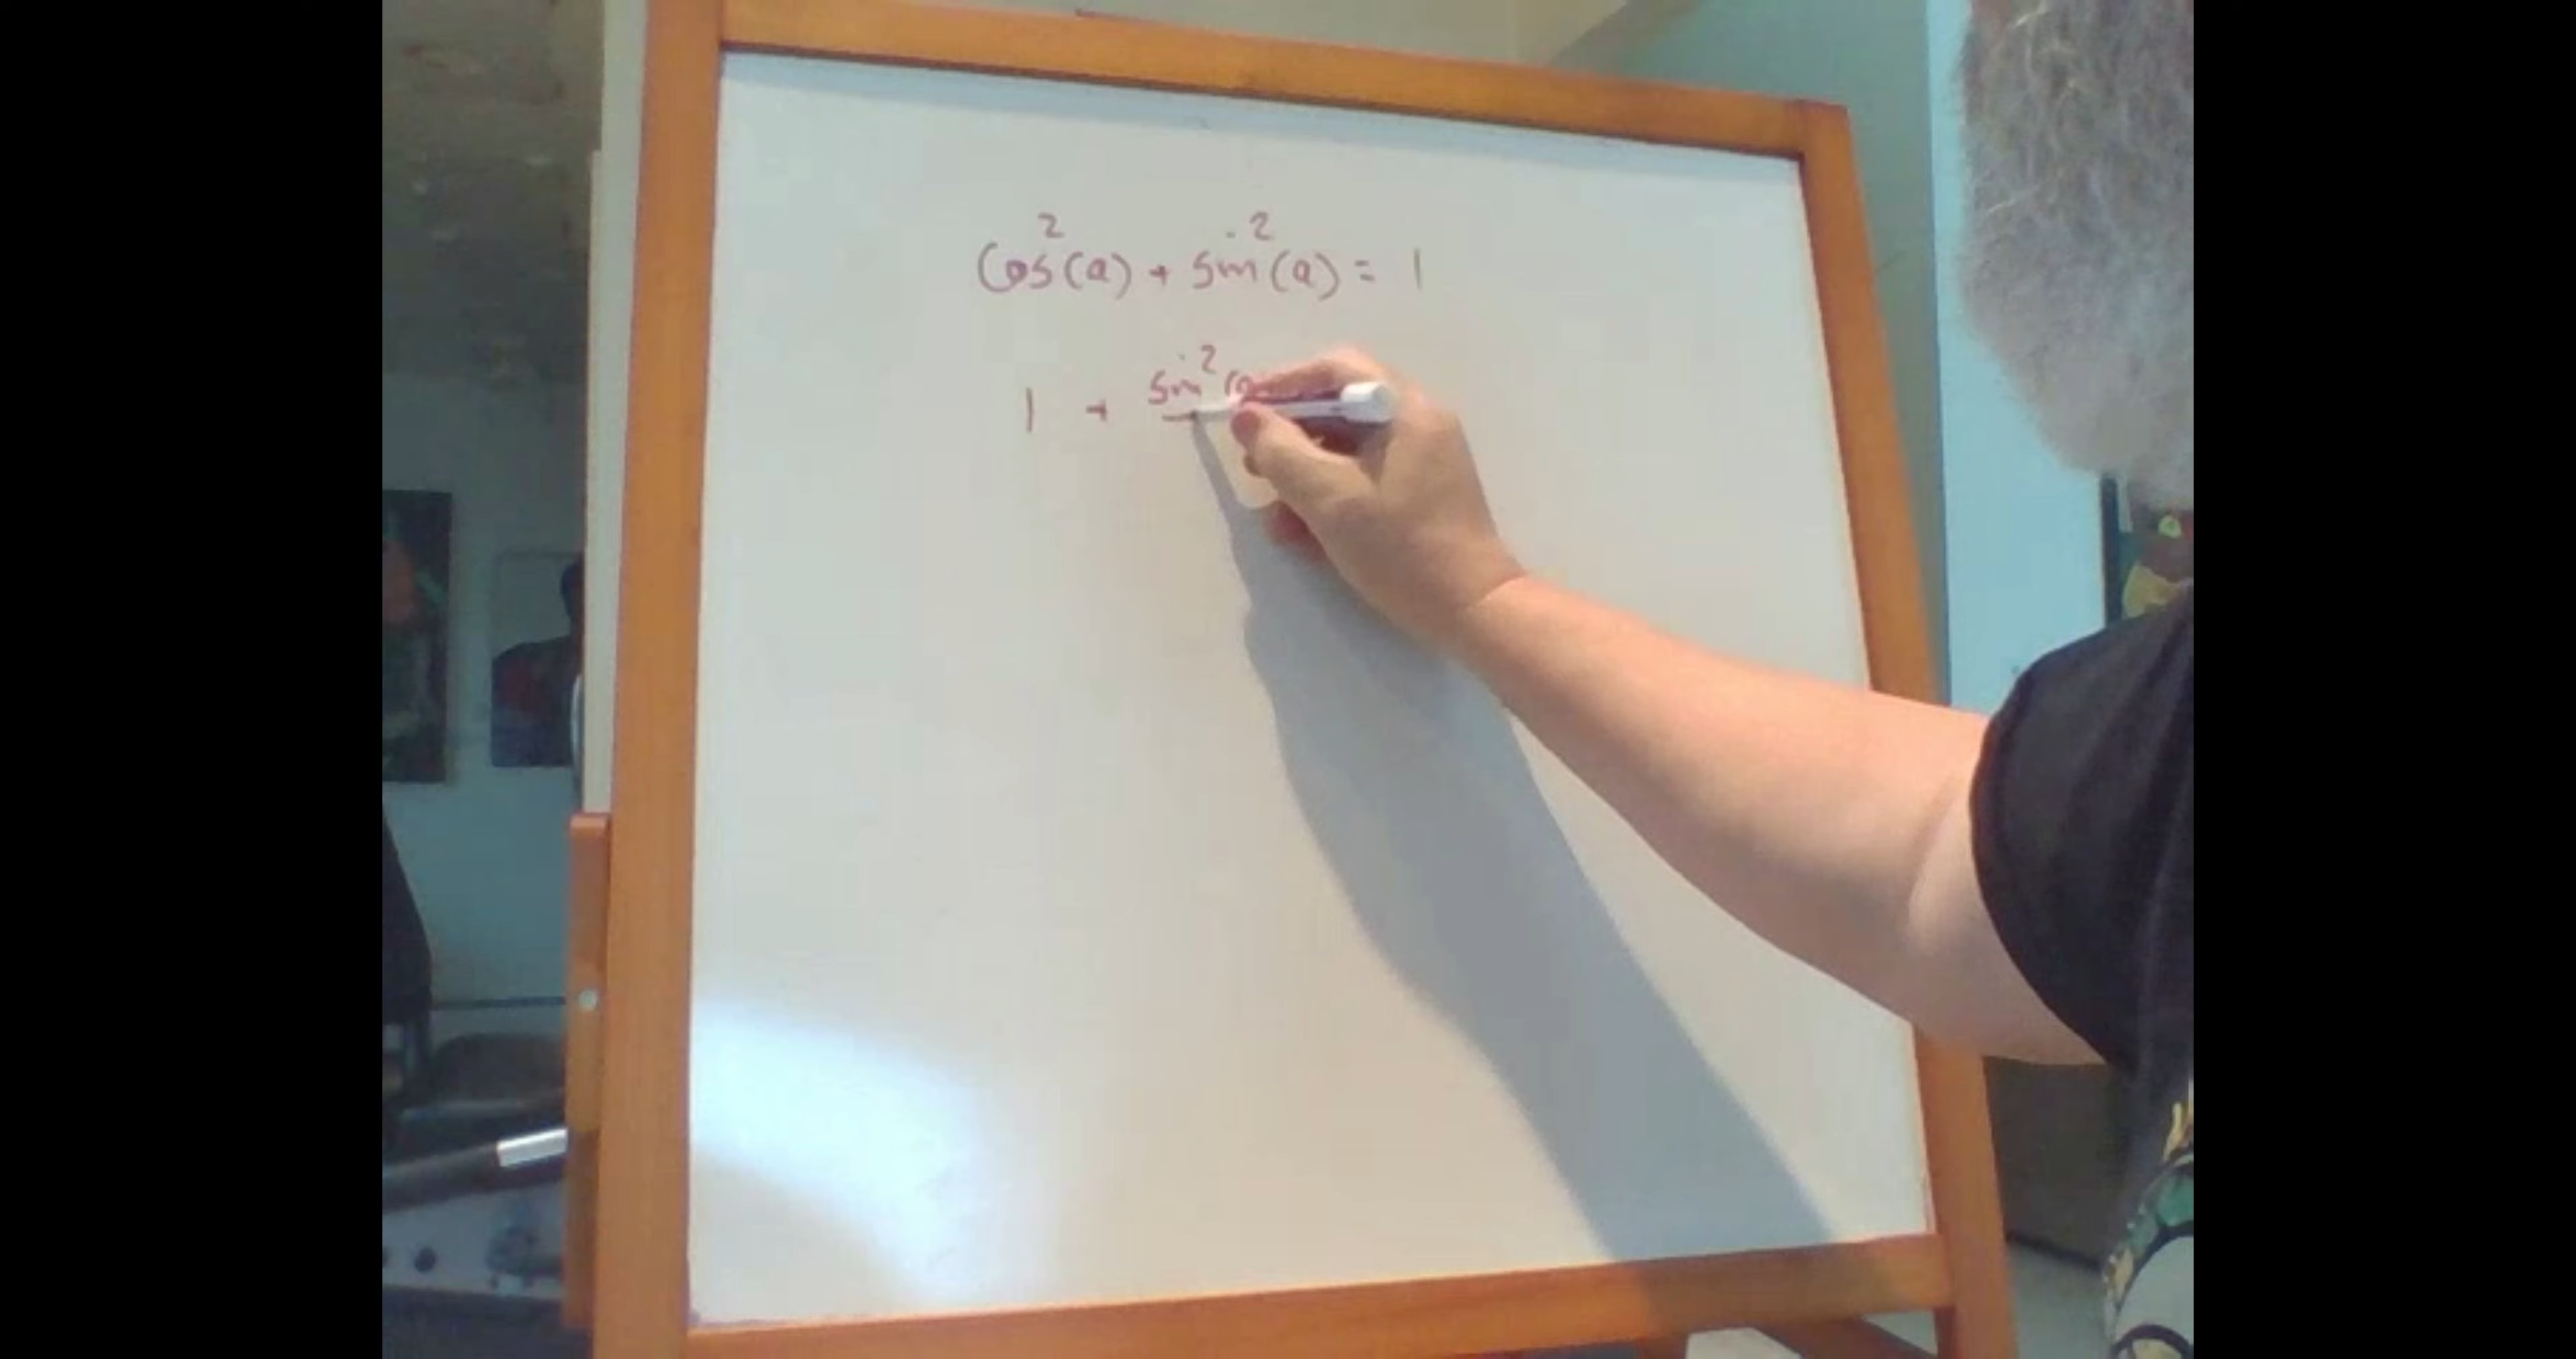 cos²(a) + sin²(a) = 1
1 + sin²(a